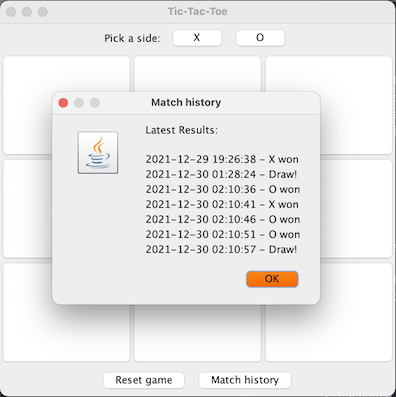 Tic-Tac-Toe
Pick a side: X O
Match history
Latest Results:
2021-12-29 19:26:38 - X won
2021-12-30 01:28:24 - Draw!
2021-12-30 02:10:36 - O won
2021-12-30 02:10:41 - X won
2021-12-30 02:10:46 - O won
2021-12-30 02:10:51 - O won
2021-12-30 02:10:57 - Draw!
OK
Reset game Match history